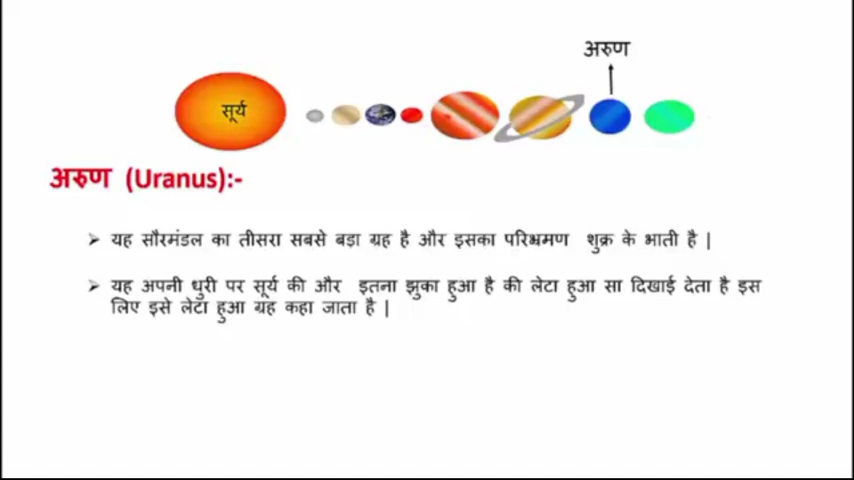 अरुण
सूर्य
अरुण (Uranus):-
➢ यह सौरमंडल का तीसरा सबसे बड़ा ग्रह है और इसका परिभ्रमण शुक्र के भाती है |
➢ यह अपनी धुरी पर सूर्य की और इतना झुका हुआ है की लेटा हुआ सा दिखाई देता है इस
लिए इसे लेटा हुआ ग्रह कहा जाता है |